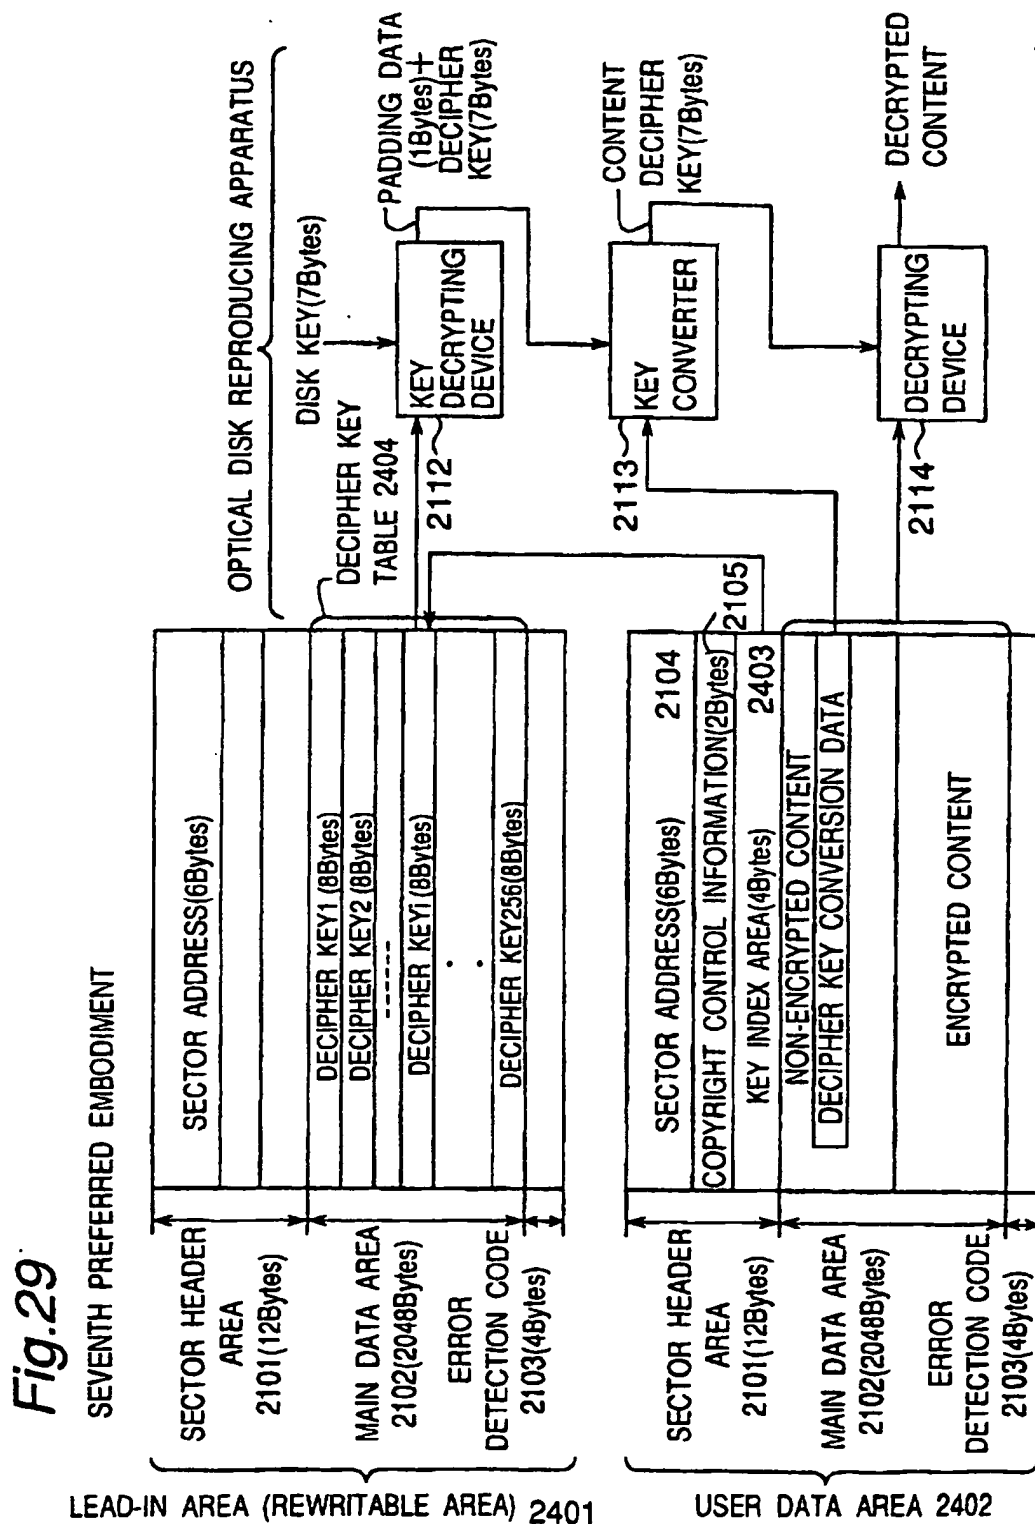 Fig.29
SEVENTH PREFERRED EMBODIMENT
OPTICAL DISK REPRODUCING APPARATUS
LEAD-IN AREA (REWRITABLE AREA) 2401
SECTOR HEADER
AREA
2101(12Bytes)
MAIN DATA AREA
2102(2048Bytes)
ERROR
DETECTION CODE
2103(4Bytes)
SECTOR ADDRESS(6Bytes)
DECIPHER KEY1(8Bytes)
DECIPHER KEY2(8Bytes)
DECIPHER KEYi(8Bytes)
DECIPHER KEY256(8Bytes)
DECIPHER KEY
TABLE 2404
DISK KEY(7Bytes)
KEY
DECRYPTING
DEVICE
2112
PADDING DATA
(1Bytes)+
DECIPHER
KEY(7Bytes)
USER DATA AREA 2402
SECTOR HEADER
AREA
2101(12Bytes)
MAIN DATA AREA
2102(2048Bytes)
ERROR
DETECTION CODE
2103(4Bytes)
SECTOR ADDRESS(6Bytes) 2104
COPYRIGHT CONTROL INFORMATION(2Bytes)
2105
KEY INDEX AREA(4Bytes) 2403
NON-ENCRYPTED CONTENT
DECIPHER KEY CONVERSION DATA
ENCRYPTED CONTENT
KEY
CONVERTER
2113
CONTENT
DECIPHER
KEY(7Bytes)
DECRYPTING
DEVICE
2114
DECRYPTED
CONTENT